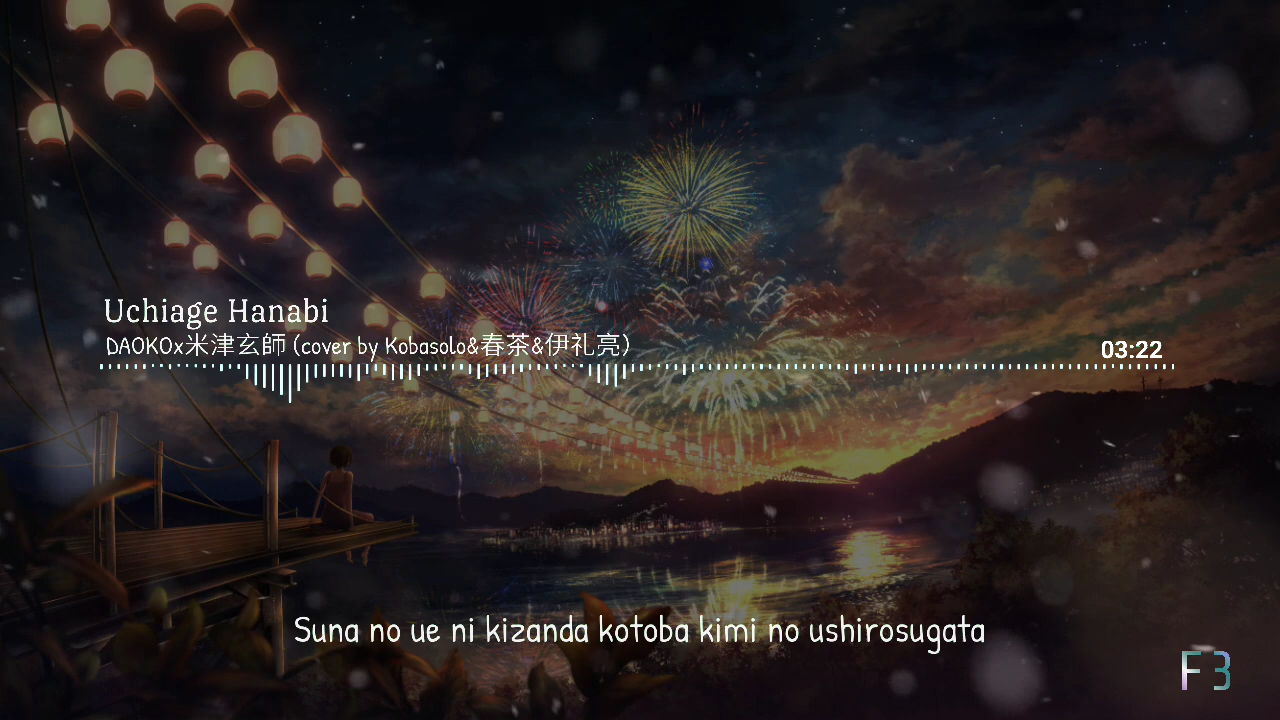 Uchiage Hanabi
DAOKOx米津玄師 (cover by Kobasolo&春茶&伊礼亮)
03:22
Suna no ue ni kizanda kotoba kimi no ushirosugata
F3